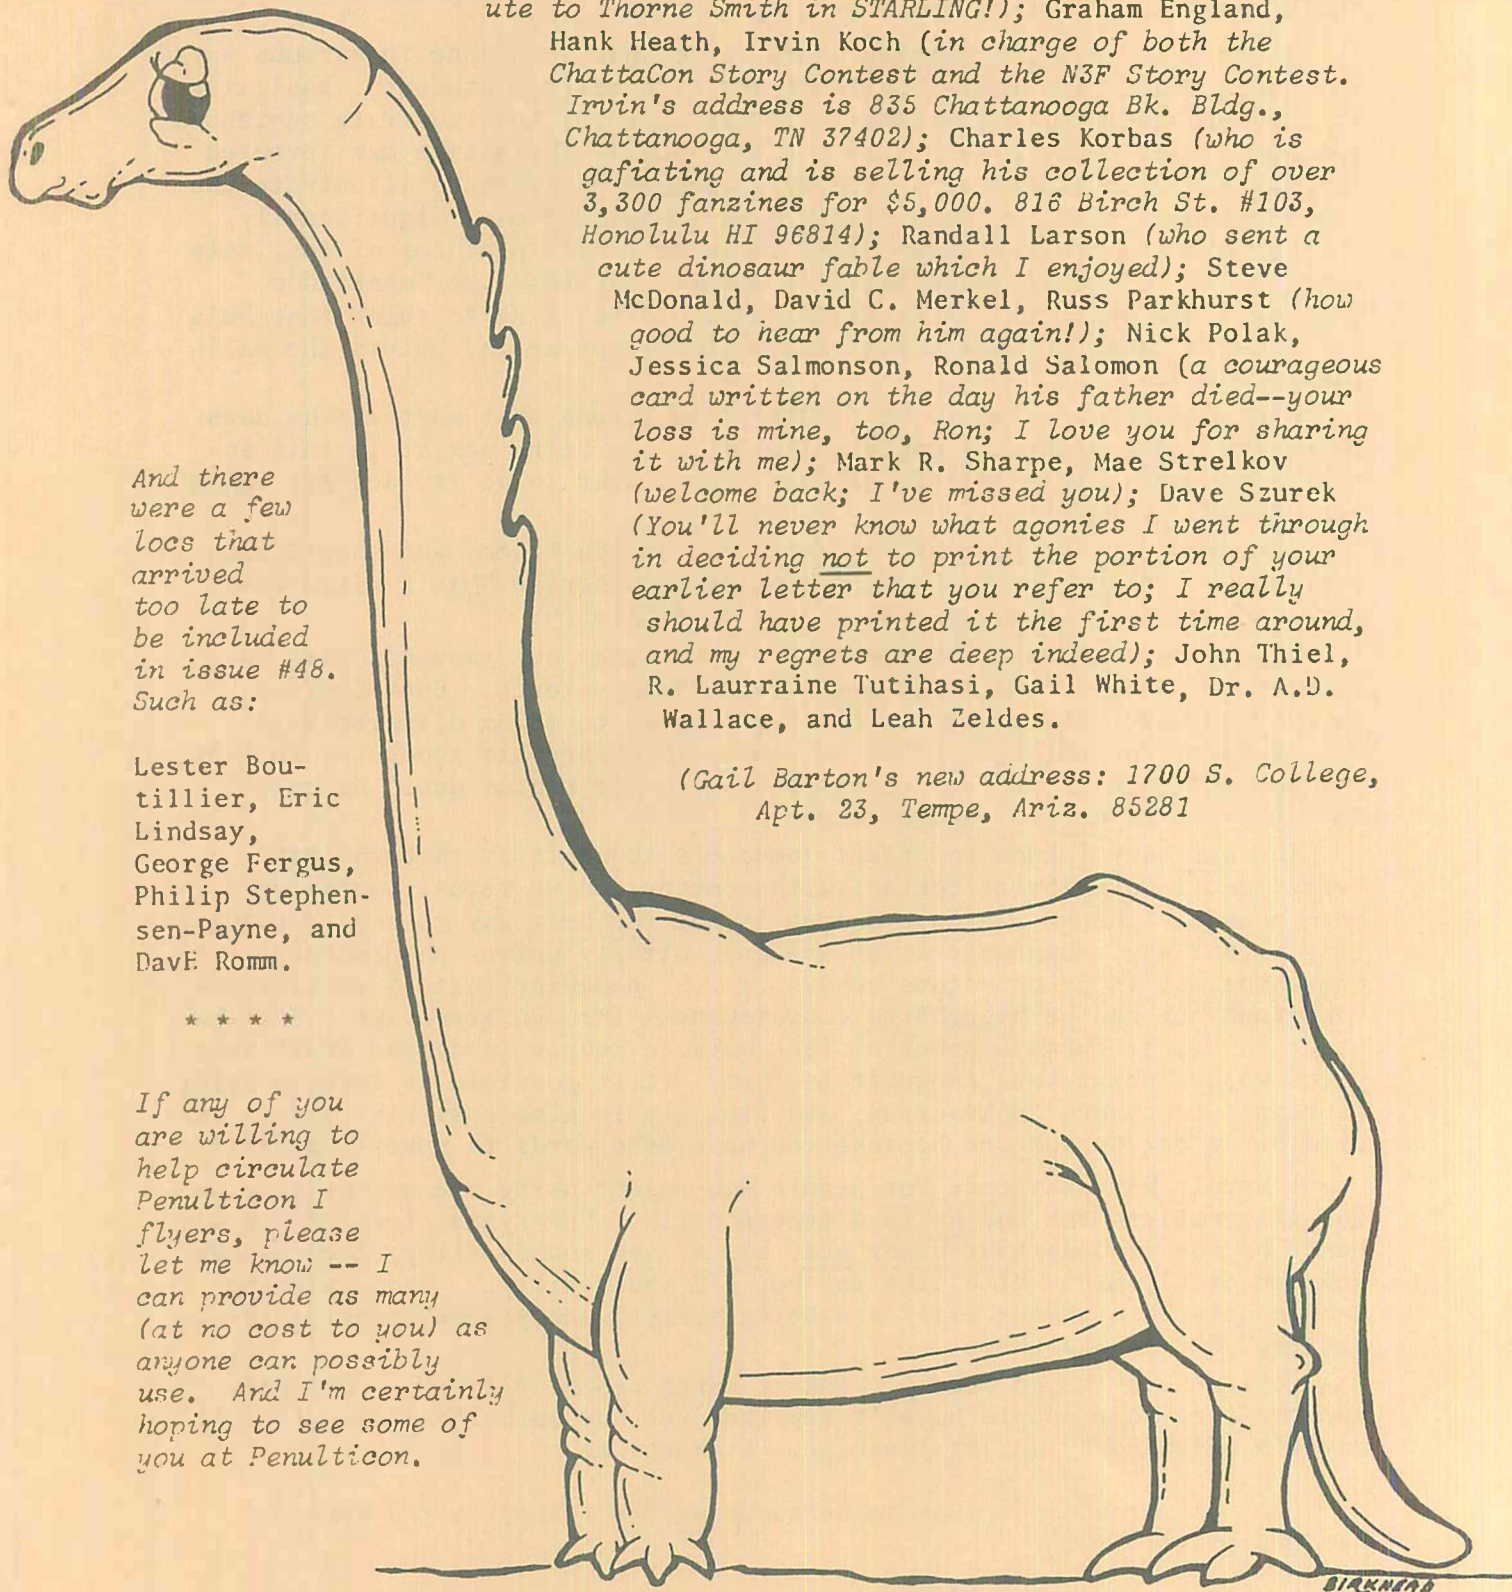 ute to Thorne Smith in STARLING!); Graham England,
Hank Heath, Irvin Koch (in charge of both the
ChattaCon Story Contest and the N3F Story Contest.
Irvin's address is 835 Chattanooga Bk. Bldg.,
Chattanooga, TN 37402); Charles Korbas (who is
gafiating and is selling his collection of over
3,300 fanzines for $5,000. 816 Birch St. #103,
Honolulu HI 96814); Randall Larson (who sent a
cute dinosaur fable which I enjoyed); Steve
McDonald, David C. Merkel, Russ Parkhurst (how
good to hear from him again!); Nick Polak,
Jessica Salmonson, Ronald Salomon (a courageous
card written on the day his father died--your
loss is mine, too, Ron; I love you for sharing
it with me); Mark R. Sharpe, Mae Strelkov
(welcome back; I've missed you); Dave Szurek
(You'll never know what agonies I went through
in deciding not to print the portion of your
earlier letter that you refer to; I really
should have printed it the first time around,
and my regrets are deep indeed); John Thiel,
R. Laurraine Tutihasi, Gail White, Dr. A.D.
Wallace, and Leah Zeldes.
(Gail Barton's new address: 1700 S. College,
Apt. 23, Tempe, Ariz. 85281
And there
were a few
locs that
arrived
too late to
be included
in issue #48.
Such as:
Lester Bou-
tillier, Eric
Lindsay,
George Fergus,
Philip Stephen-
sen-Payne, and
DavE Romm.
* * * *
If any of you
are willing to
help circulate
Penulticon I
flyers, please
let me know -- I
can provide as many
(at no cost to you) as
anyone can possibly
use. And I'm certainly
hoping to see some of
you at Penulticon.
BIRKHEAD